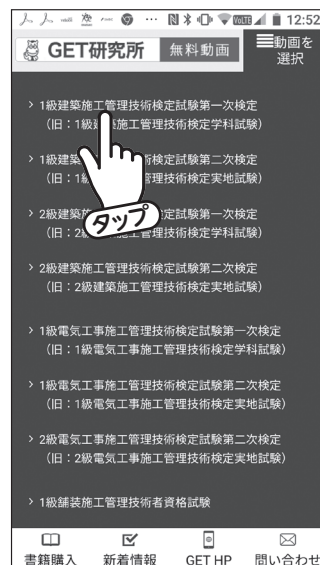 12:52
GET研究所
無料動画
動画を
選択
> 1級建築施工管理技術検定試験第一次検定
(旧:1級建築施工管理技術検定学科試験)
> 1級建築 技術検定試験第二次検定
(旧:1級 管理技術検定実地試験)
> 2級建築 定試験第一次検定
(旧:2級 管理技術検定学科試験)
タップ
> 2級建築施工管理技術検定試験第二次検定
(旧:2級建築施工管理技術検定実地試験)
> 1級電気工事施工管理技術検定試験第一次検定
(旧:1級電気工事施工管理技術検定学科試験)
> 1級電気工事施工管理技術検定試験第二次検定
(旧:1級電気工事施工管理技術検定実地試験)
> 2級電気工事施工管理技術検定試験第二次検定
(旧:2級電気工事施工管理技術検定実地試験)
> 1級舗装施工管理技術者資格試験
書籍購入 新着情報 GET HP 問い合わせ